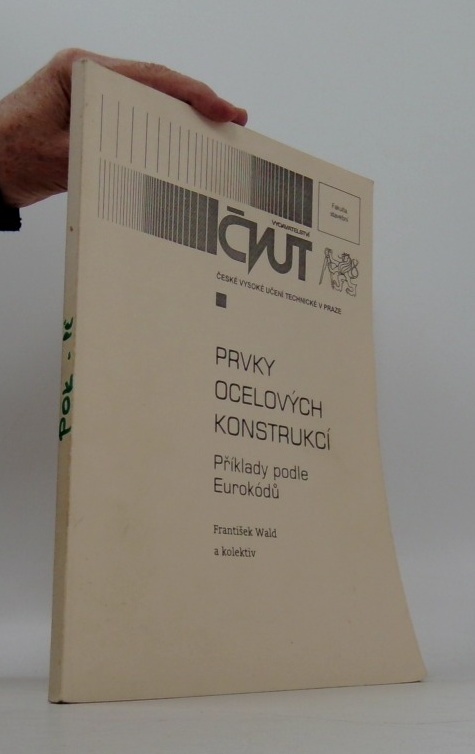 VYDAVATELSTVÍ
ČVUT
Fakulta
stavební
ČESKÉ VYSOKÉ UČENÍ TECHNICKÉ V PRAZE
PRVKY
OCELOVÝCH
KONSTRUKCÍ
Příklady podle
Eurokódů
František Wald
a kolektiv